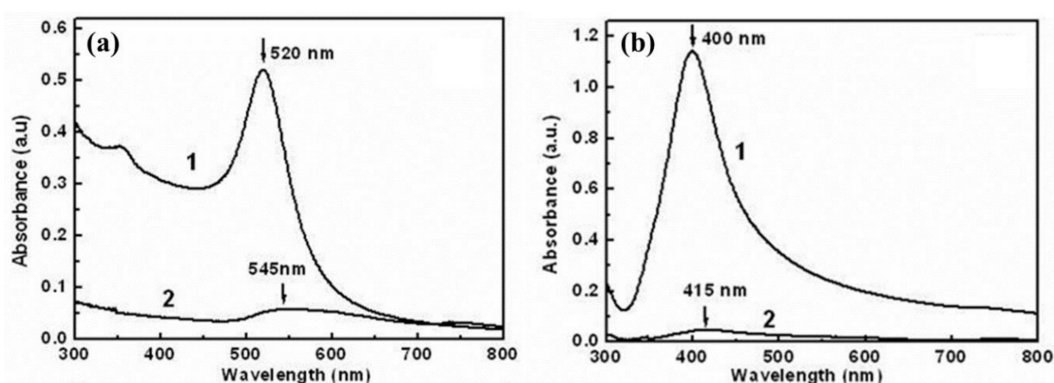 (a)
0.6
0.5
0.4
0.3
0.2
0.1
0.0
Absorbance (a.u)
520 nm
1
545nm
2
300 400 500 600 700 800
Wavelength (nm)
(b)
1.2
1.0
0.8
0.6
0.4
0.2
0.0
Absorbance (a.u.)
400 nm
1
415 nm
2
300 400 500 600 700 800
Wavelength (nm)